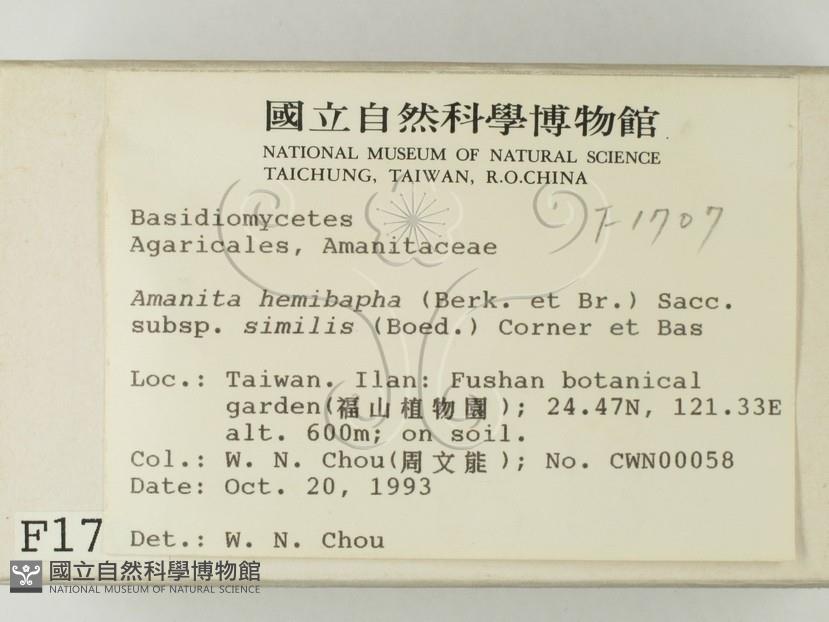 國立自然科學博物館
NATIONAL MUSEUM OF NATURAL SCIENCE
TAICHUNG, TAIWAN, R.O.CHINA
Basidiomycetes
F1707
Agaricales, Amanitaceae
Amanita hemibapha (Berk. et Br.) Sacc.
subsp. similis (Boed.) Corner et Bas
Loc.: Taiwan. Ilan: Fushan botanical
garden(福山植物園); 24.47N, 121.33E
alt. 600m; on soil.
Col.: W. N. Chou(周文能); No. CWN00058
Date: Oct. 20, 1993
Det.: W. N. Chou
F17
國立自然科學博物館
NATIONAL MUSEUM OF NATURAL SCIENCE